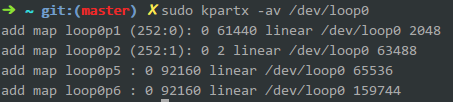 ➜ ~ git:(master) ✗ sudo kpartx -av /dev/loop0
add map loop0p1 (252:0): 0 61440 linear /dev/loop0 2048
add map loop0p2 (252:1): 0 2 linear /dev/loop0 63488
add map loop0p5 : 0 92160 linear /dev/loop0 65536
add map loop0p6 : 0 92160 linear /dev/loop0 159744